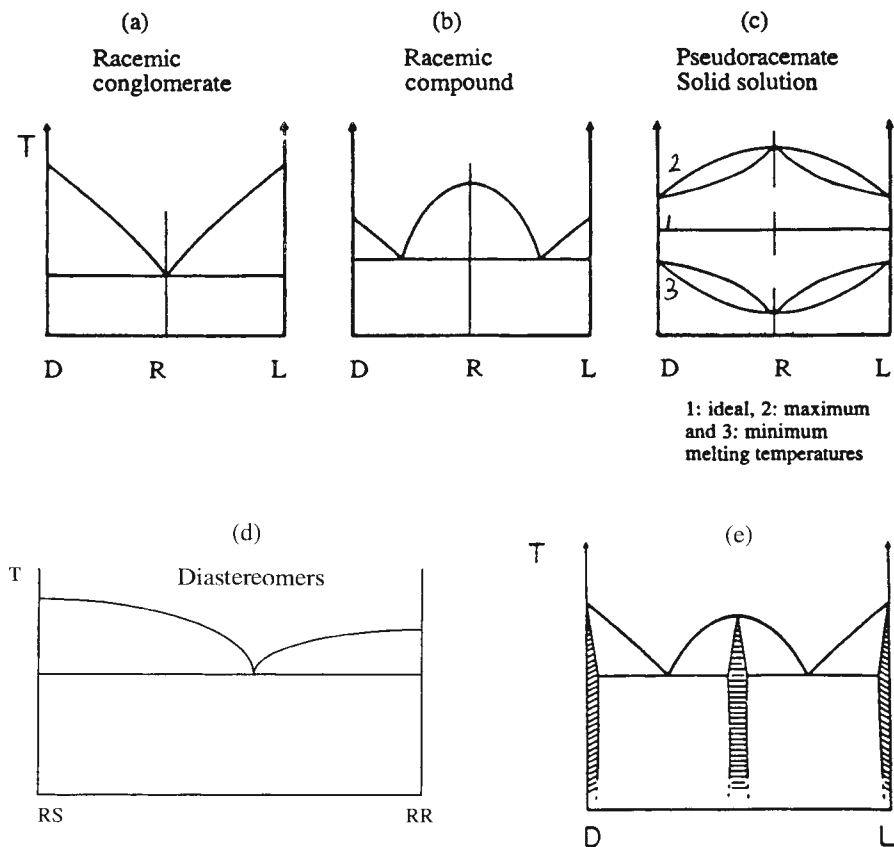 (a)
Racemic
conglomerate
T
D R L
(b)
Racemic
compound
D R L
(c)
Pseudoracemate
Solid solution
2
1
3
D R L
1: ideal, 2: maximum
and 3: minimum
melting temperatures
(d)
T
Diastereomers
RS RR
(e)
T
D L